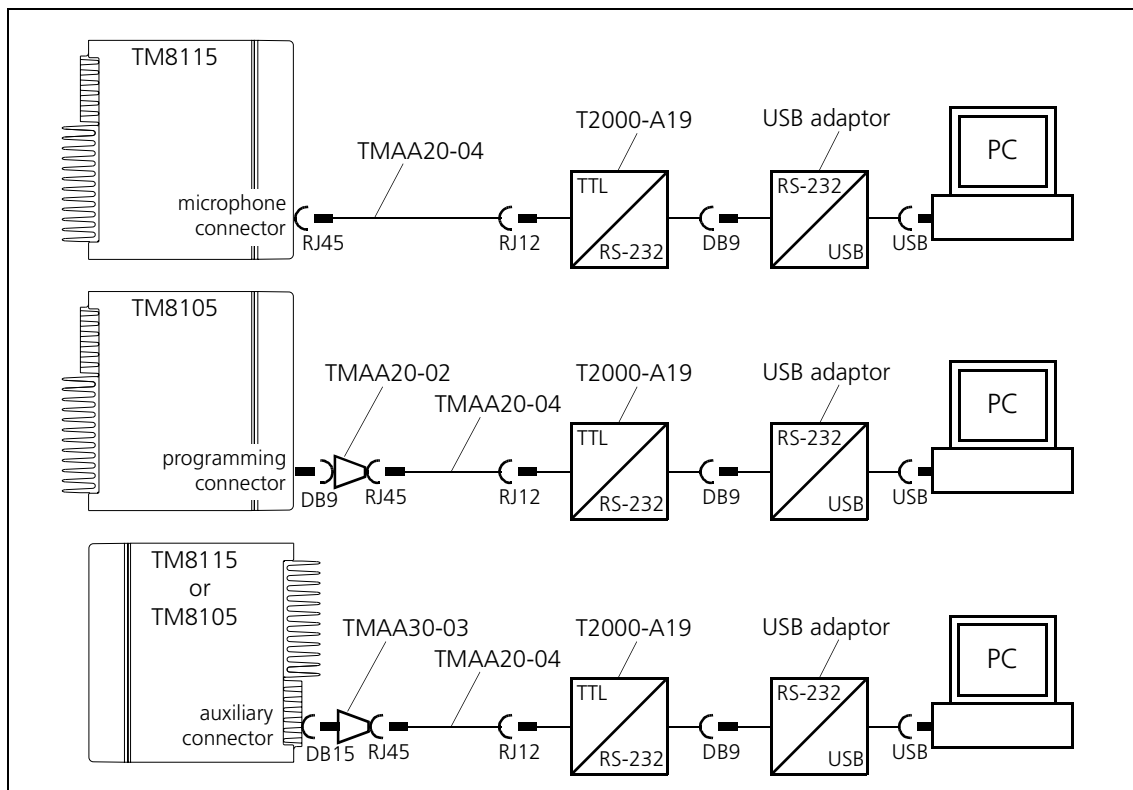 TM8115
T2000-A19
USB adaptor
PC
TMAA20-04
TTL
RS-232
microphone
connector
RJ45
RJ12
RS-232
DB9
USB
USB
TM8105
TMAA20-02
T2000-A19
USB adaptor
PC
TMAA20-04
TTL
RS-232
programming
connector
DB9
RJ45
RJ12
RS-232
DB9
USB
USB
TM8115
or
TM8105
TMAA30-03
T2000-A19
USB adaptor
PC
TMAA20-04
TTL
RS-232
auxiliary
connector
DB15
RJ45
RJ12
RS-232
DB9
USB
USB